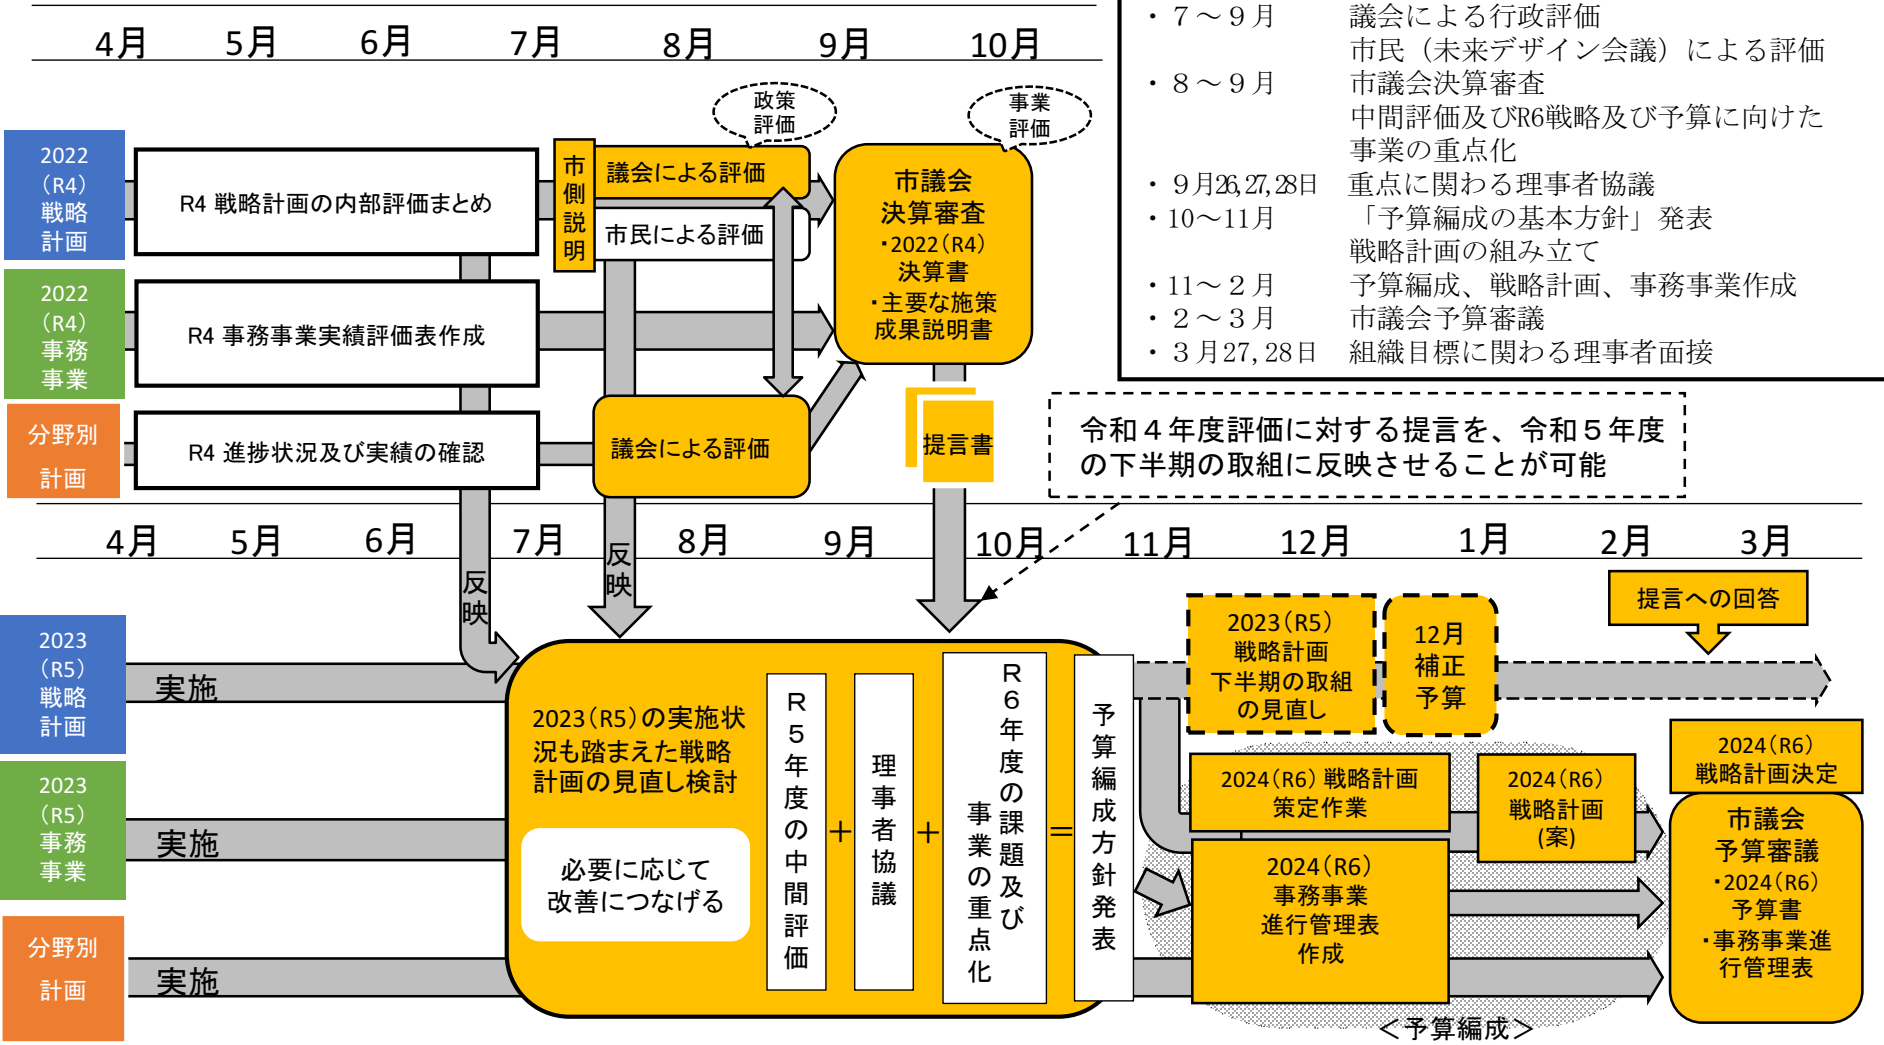 4月 5月 6月 7月 8月 9月 10月
・７～９月 議会による行政評価
市民（未来デザイン会議）による評価
・８～９月 市議会決算審査
中間評価及びR6戦略及び予算に向けた
事業の重点化
・９月26,27,28日 重点に関わる理事者協議
・10～11月 「予算編成の基本方針」発表
戦略計画の組み立て
・11～２月 予算編成、戦略計画、事務事業作成
・２～３月 市議会予算審議
・３月27,28日 組織目標に関わる理事者面接
政策
評価
事業
評価
2022
（R4）
戦略
計画
R4 戦略計画の内部評価まとめ
市側説明
議会による評価
市民による評価
市議会
決算審査
・2022（R4）
決算書
・主要な施策
成果説明書
2022
（R4）
事務
事業
R4 事務事業実績評価表作成
分野別
計画
R4 進捗状況及び実績の確認
議会による評価
提言書
令和４年度評価に対する提言を、令和５年度
の下半期の取組に反映させることが可能
4月 5月 6月 7月 8月 9月 10月 11月 12月 1月 2月 3月
反映
反映
提言への回答
2023
（R5）
戦略
計画
実施
2023（R5）の実施状
況も踏まえた戦略
計画の見直し検討
必要に応じて
改善につなげる
Ｒ５年度の中間評価
＋
理事者協議
＋
Ｒ６年度の課題及び
事業の重点化
＝
予算編成方針発表
2023（R5）
戦略計画
下半期の取組
の見直し
12月
補正
予算
2023
（R5）
事務
事業
実施
2024（R6）戦略計画
策定作業
2024（R6）
戦略計画
(案)
2024（R6）
戦略計画決定
分野別
計画
実施
2024（R6）
事務事業
進行管理表
作成
市議会
予算審議
・2024（R6）
予算書
・事務事業進
行管理表
＜予算編成＞